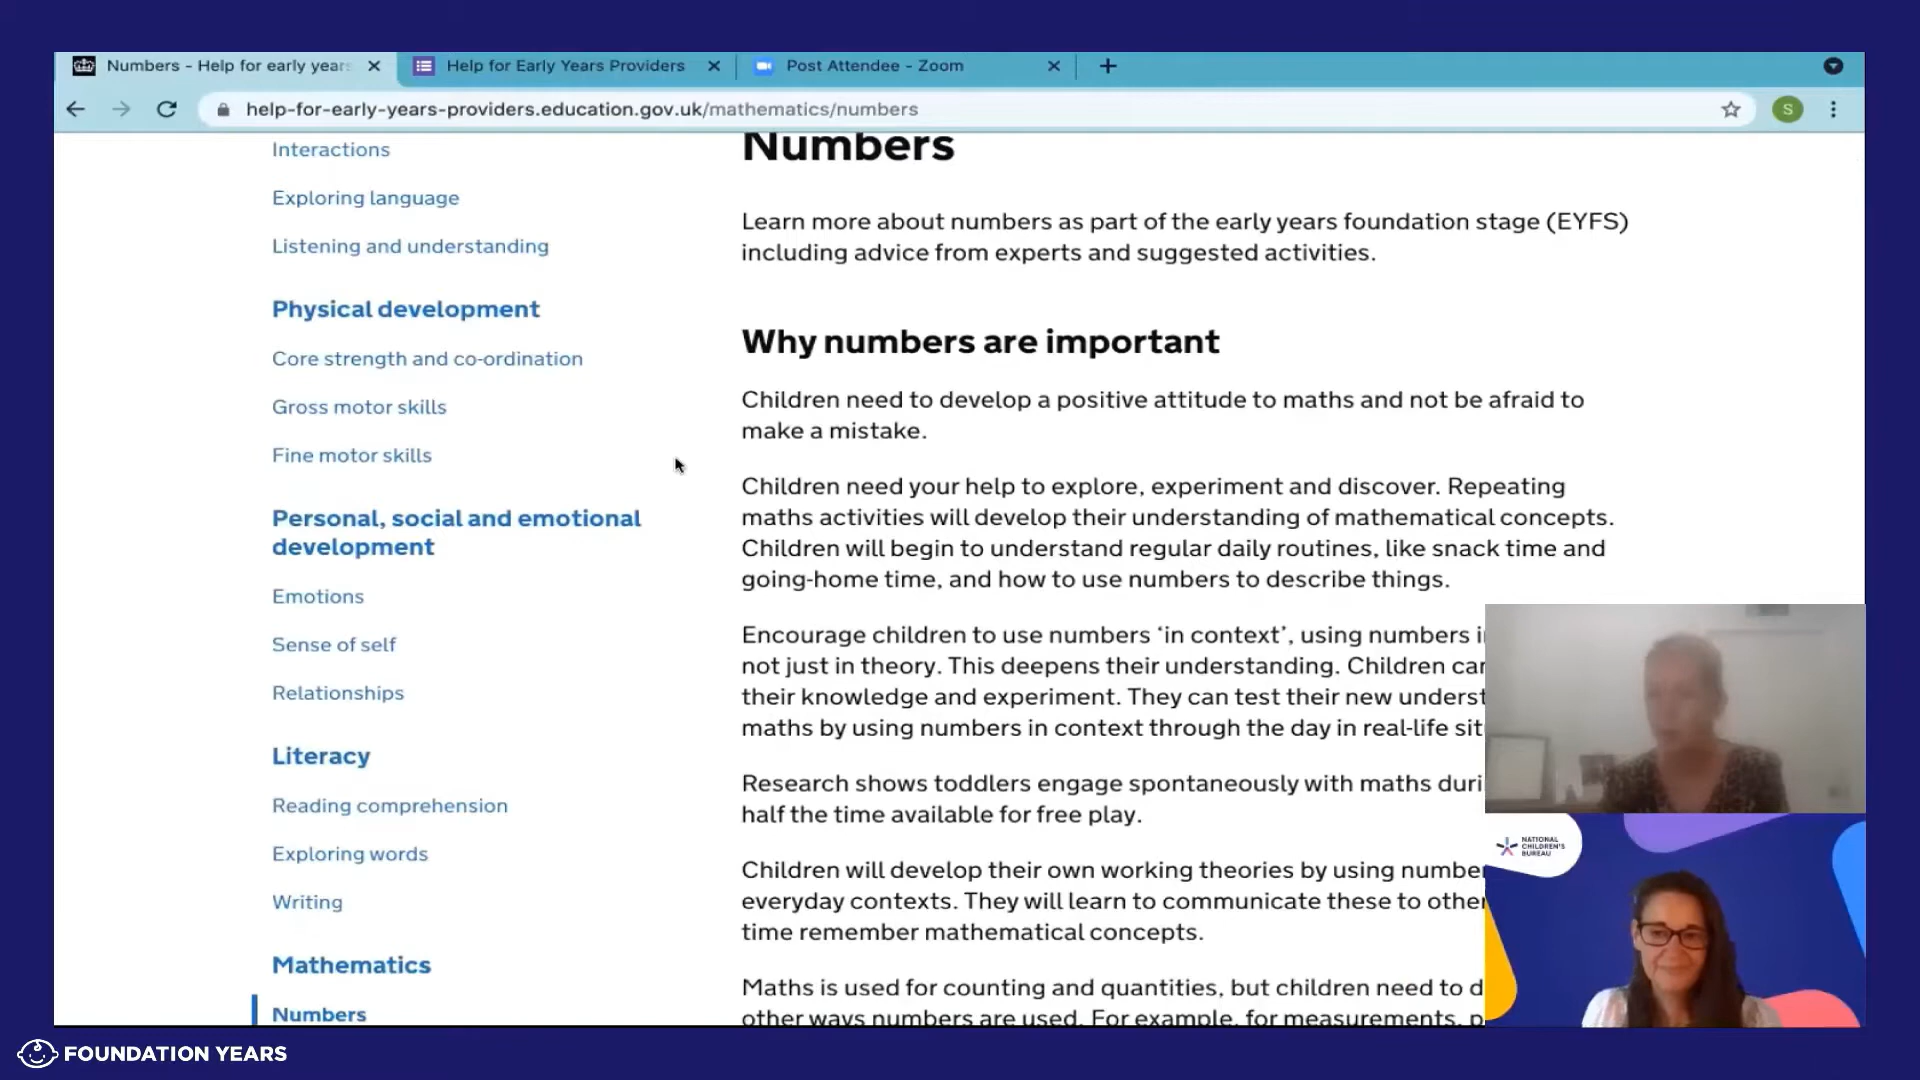 Numbers - Help for early years
Help for Early Years Providers
Post Attendee - Zoom
help-for-early-years-providers.education.gov.uk/mathematics/numbers
S
Interactions
Exploring language
Listening and understanding
Physical development
Core strength and co-ordination
Gross motor skills
Fine motor skills
Personal, social and emotional
development
Emotions
Sense of self
Relationships
Literacy
Reading comprehension
Exploring words
Writing
Mathematics
Numbers
Numbers
Learn more about numbers as part of the early years foundation stage (EYFS)
including advice from experts and suggested activities.
Why numbers are important
Children need to develop a positive attitude to maths and not be afraid to
make a mistake.
Children need your help to explore, experiment and discover. Repeating
maths activities will develop their understanding of mathematical concepts.
Children will begin to understand regular daily routines, like snack time and
going-home time, and how to use numbers to describe things.
Encourage children to use numbers ‘in context’, using numbers
not just in theory. This deepens their understanding. Children
their knowledge and experiment. They can test their new
maths by using numbers in context through the day in real-life
Research shows toddlers engage spontaneously with maths
half the time available for free play.
Children will develop their own working theories by using
everyday contexts. They will learn to communicate these to
time remember mathematical concepts.
Maths is used for counting and quantities, but children need to
other ways numbers are used. For example, for measurements,
NATIONAL
CHILDREN'S
BUREAU
FOUNDATION YEARS